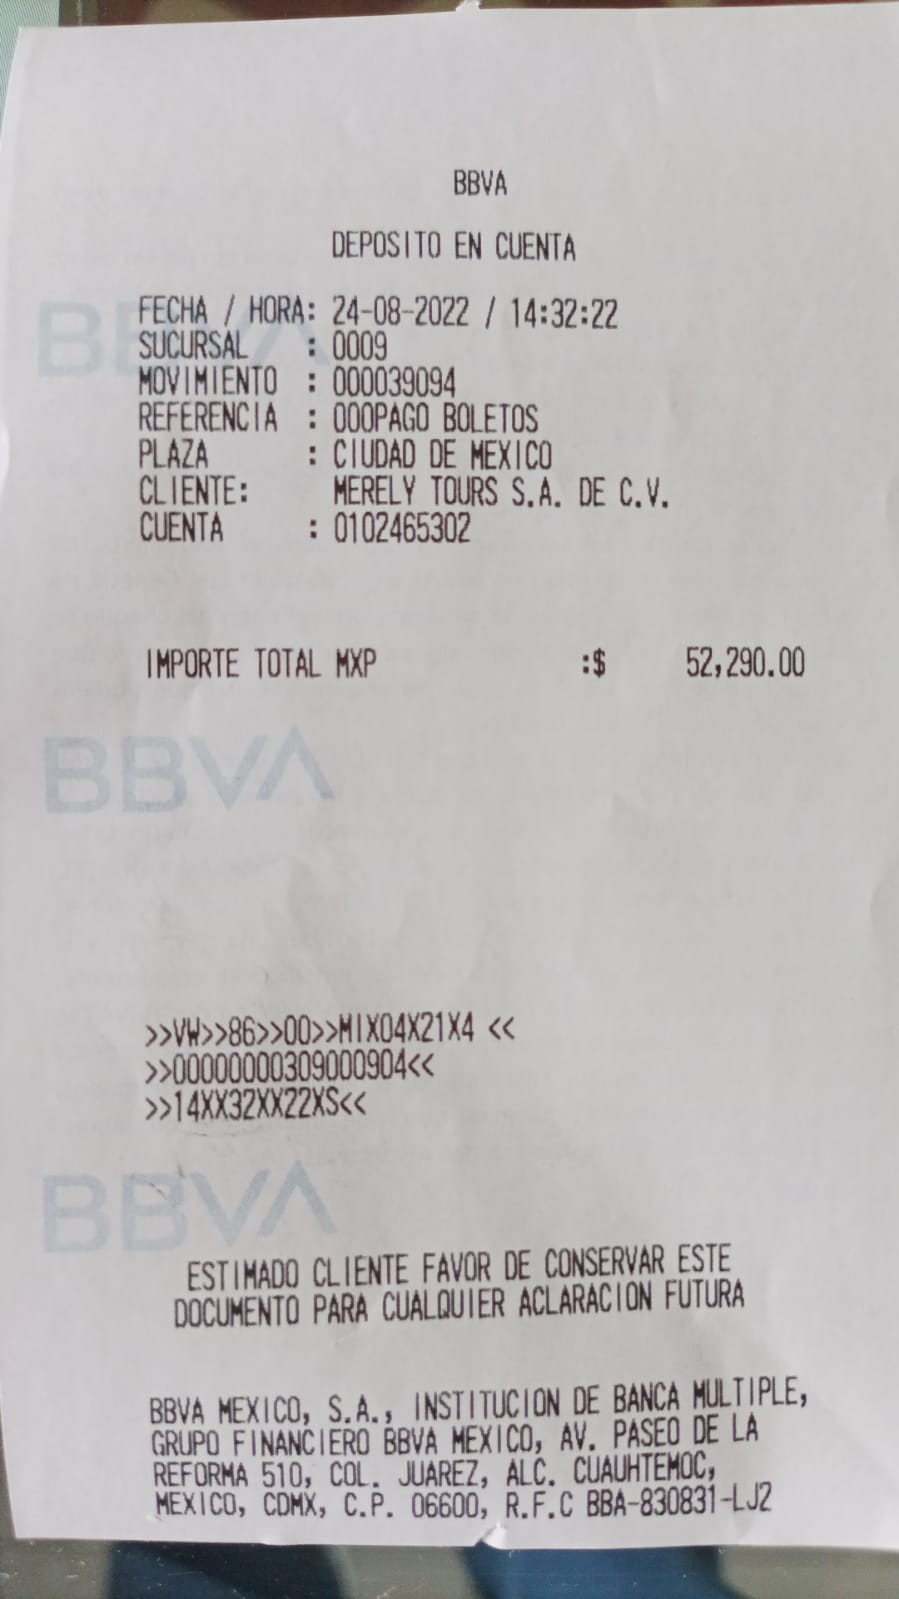 BBVA
DEPOSITO EN CUENTA
FECHA / HORA: 24-08-2022 / 14:32:22
SUCURSAL : 0009
MOVIMIENTO : 000039094
REFERENCIA : 000PAGO BOLETOS
PLAZA : CIUDAD DE MEXICO
CLIENTE: MERELY TOURS S.A. DE C.V.
CUENTA : 0102465302
IMPORTE TOTAL MXP :$ 52,290.00
BBVA
>>VW>>86>>00>>MIX04X21X4 <<
>>00000000309000904<<
>>14XX32XX22XS<<
BBVA
ESTIMADO CLIENTE FAVOR DE CONSERVAR ESTE
DOCUMENTO PARA CUALQUIER ACLARACION FUTURA
BBVA MEXICO, S.A., INSTITUCION DE BANCA MULTIPLE,
GRUPO FINANCIERO BBVA MEXICO, AV. PASEO DE LA
REFORMA 510, COL. JUAREZ, ALC. CUAUHTEMOC,
MEXICO, CDMX, C.P. 06600, R.F.C BBA-830831-LJ2